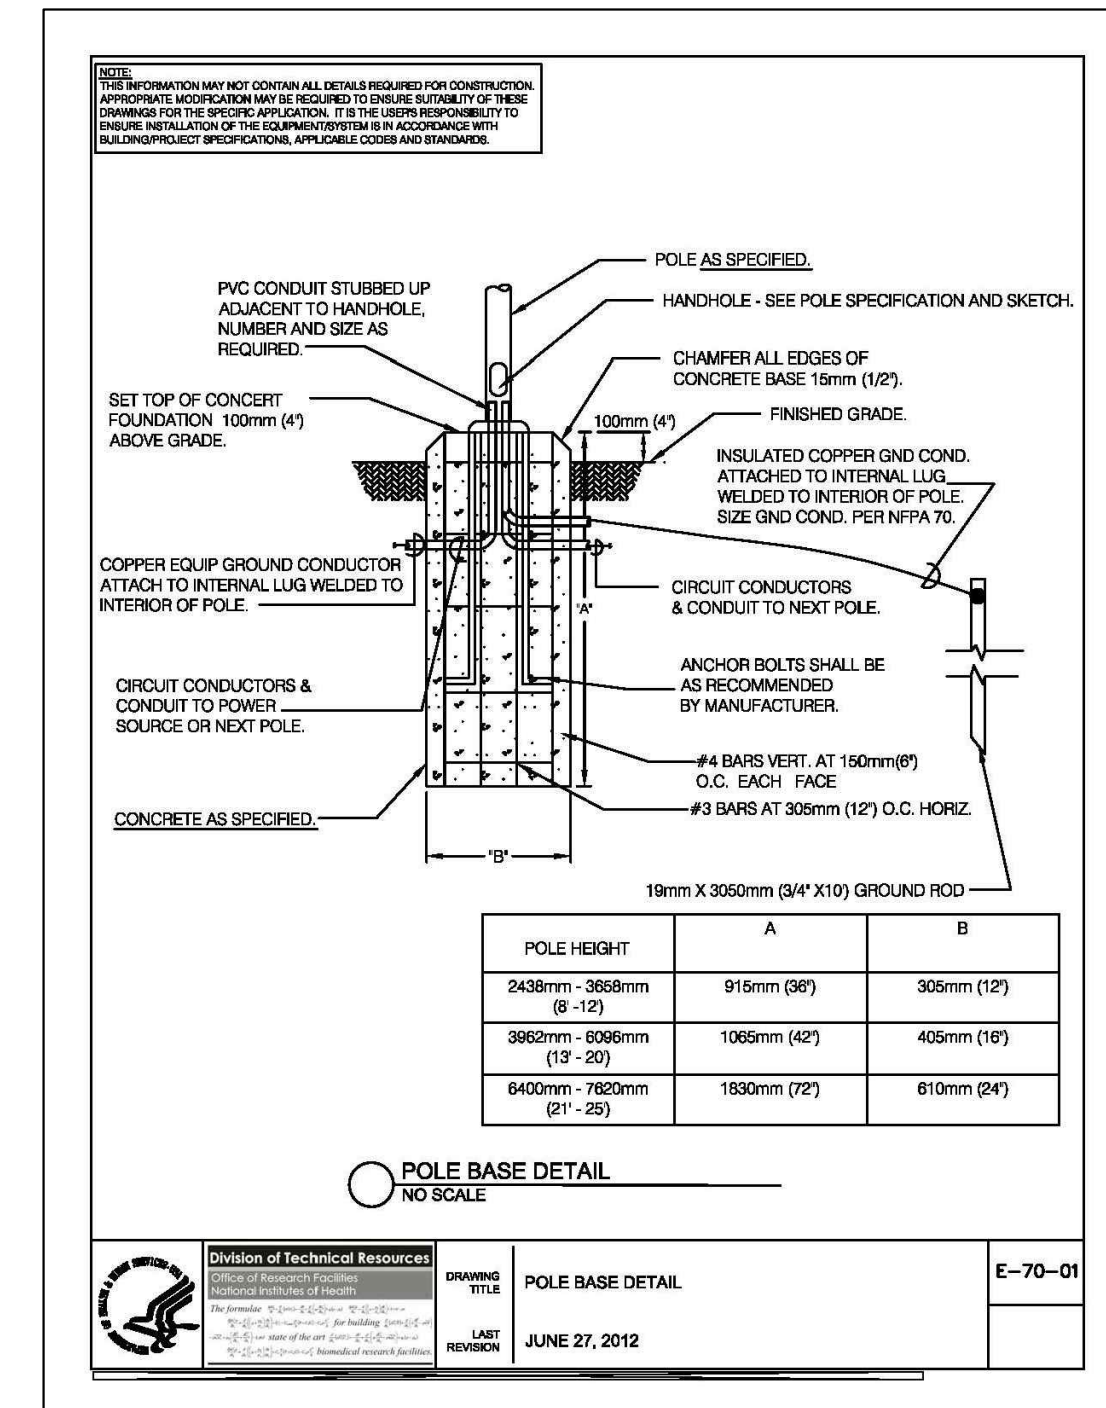 NOTE:
THIS INFORMATION MAY NOT CONTAIN ALL DETAILS REQUIRED FOR CONSTRUCTION.
APPROPRIATE MODIFICATION MAY BE REQUIRED TO ENSURE SUITABILITY OF THESE
DRAWINGS FOR THE SPECIFIC APPLICATION. IT IS THE USER'S RESPONSIBILITY TO
ENSURE INSTALLATION OF THE EQUIPMENT/SYSTEM IS IN ACCORDANCE WITH
BUILDING/PROJECT SPECIFICATIONS, APPLICABLE CODES AND STANDARDS.
POLE AS SPECIFIED.
PVC CONDUIT STUBBED UP
ADJACENT TO HANDHOLE,
NUMBER AND SIZE AS
REQUIRED.
HANDHOLE - SEE POLE SPECIFICATION AND SKETCH.
CHAMFER ALL EDGES OF
CONCRETE BASE 15mm (1/2").
SET TOP OF CONCERT
FOUNDATION 100mm (4")
ABOVE GRADE.
100mm (4")
FINISHED GRADE.
INSULATED COPPER GND COND.
ATTACHED TO INTERNAL LUG
WELDED TO INTERIOR OF POLE.
SIZE GND COND. PER NFPA 70.
COPPER EQUIP GROUND CONDUCTOR
ATTACH TO INTERNAL LUG WELDED TO
INTERIOR OF POLE.
"A"
CIRCUIT CONDUCTORS
& CONDUIT TO NEXT POLE.
CIRCUIT CONDUCTORS &
CONDUIT TO POWER
SOURCE OR NEXT POLE.
ANCHOR BOLTS SHALL BE
AS RECOMMENDED
BY MANUFACTURER.
#4 BARS VERT. AT 150mm(6")
O.C. EACH FACE
#3 BARS AT 305mm (12") O.C. HORIZ.
CONCRETE AS SPECIFIED.
"B"
19mm X 3050mm (3/4" X10') GROUND ROD
POLE HEIGHT A B
2438mm - 3658mm 915mm (36") 305mm (12")
(8' -12')
3962mm - 6096mm 1065mm (42") 405mm (16")
(13' - 20')
6400mm - 7620mm 1830mm (72") 610mm (24")
(21' - 25')
POLE BASE DETAIL
NO SCALE
Division of Technical Resources
Office of Research Facilities
National Institutes of Health
The formulae
for building
state of the art
biomedical research facilities.
DRAWING
TITLE
POLE BASE DETAIL
LAST
REVISION
JUNE 27, 2012
E-70-01